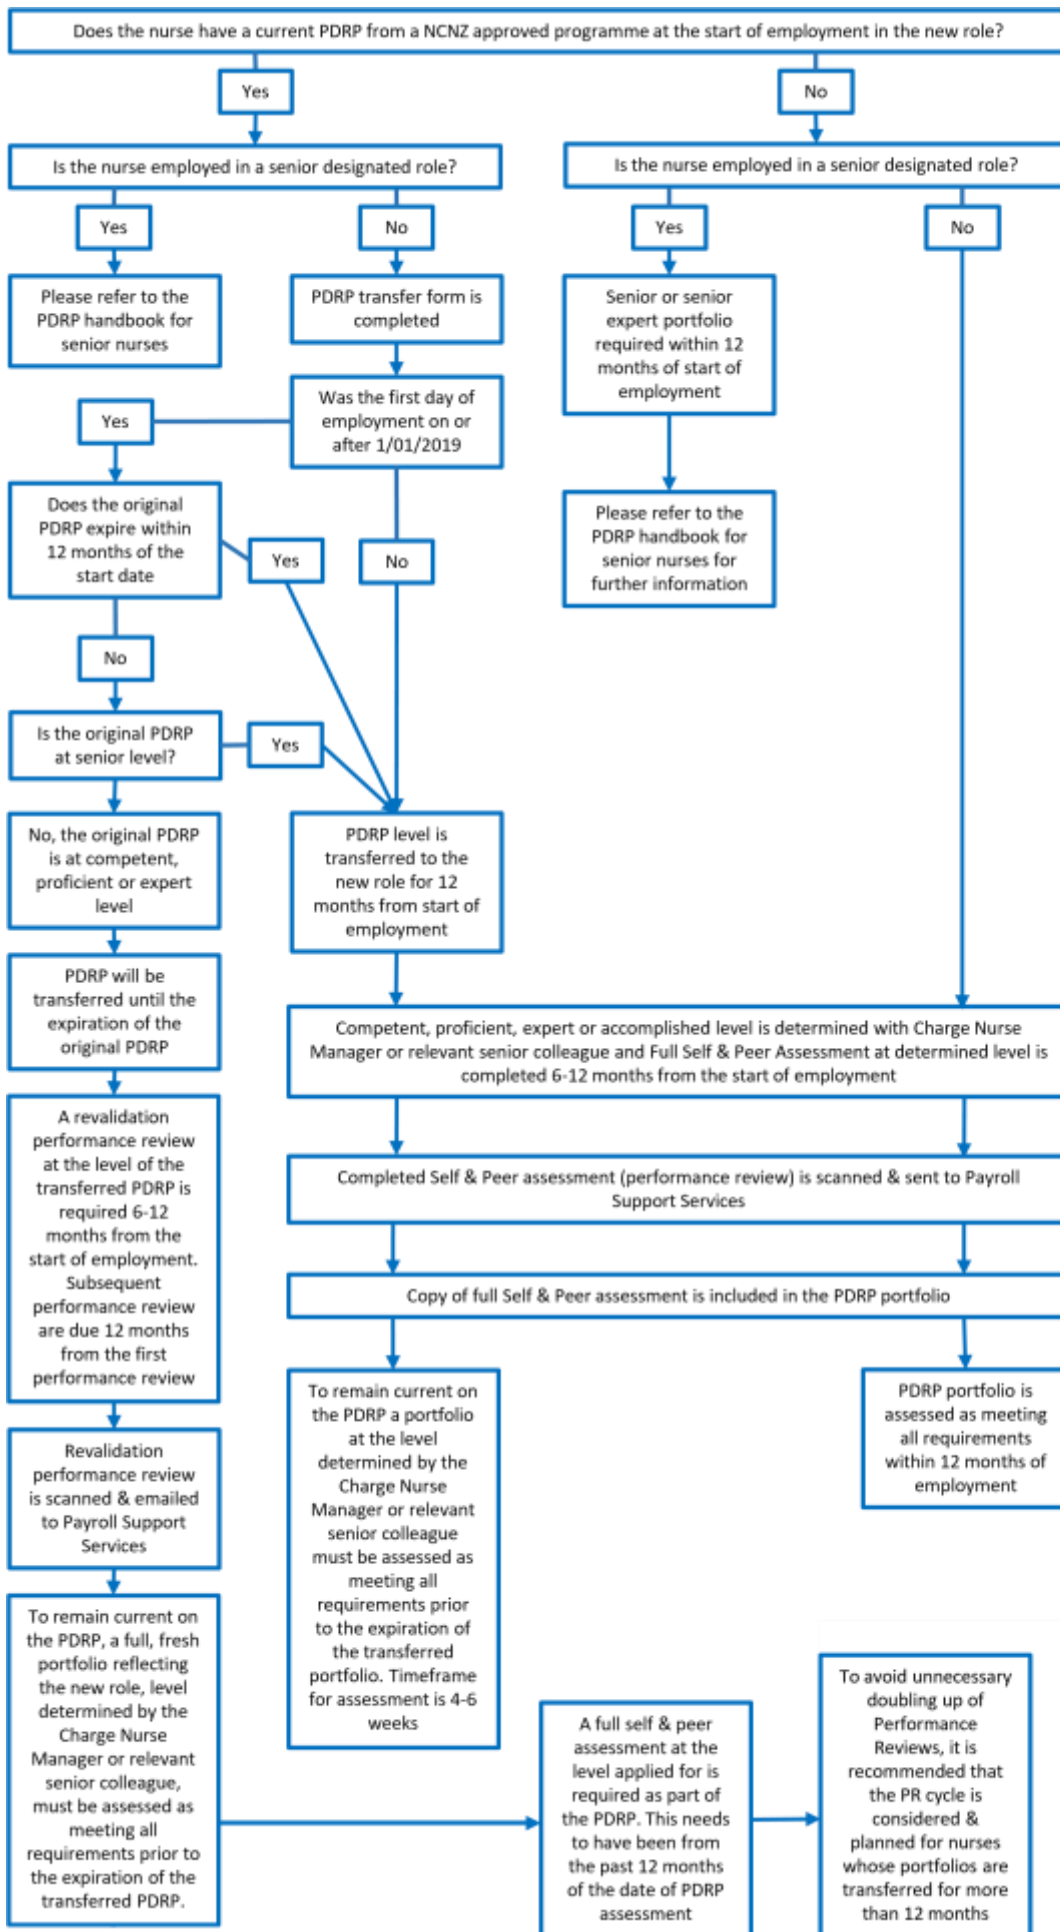 Does the nurse have a current PDRP from a NCNZ approved programme at the start of employment in the new role?
Yes
No
Is the nurse employed in a senior designated role?
Is the nurse employed in a senior designated role?
Yes
No
Yes
No
Please refer to the
PDRP handbook for
senior nurses
PDRP transfer form is
completed
Senior or senior
expert portfolio
required within 12
months of start of
employment
Was the first day of
employment on or
after 1/01/2019
Yes
Does the original
PDRP expire within
12 months of the
start date
Yes
No
Please refer to the
PDRP handbook for
senior nurses for
further information
No
Is the original PDRP
at senior level?
Yes
No, the original PDRP
is at competent,
proficient or expert
level
PDRP level is
transferred to the
new role for 12
months from start of
employment
PDRP will be
transferred until the
expiration of the
original PDRP
Competent, proficient, expert or accomplished level is determined with Charge Nurse
Manager or relevant senior colleague and Full Self & Peer Assessment at determined level is
completed 6-12 months from the start of employment
A revalidation
performance review
at the level of the
transferred PDRP is
required 6-12
months from the
start of employment.
Subsequent
performance review
are due 12 months
from the first
performance review
Completed Self & Peer assessment (performance review) is scanned & sent to Payroll
Support Services
Copy of full Self & Peer assessment is included in the PDRP portfolio
To remain current on
the PDRP a portfolio
at the level
determined by the
Charge Nurse
Manager or relevant
senior colleague
must be assessed as
meeting all
requirements prior
to the expiration of
the transferred
portfolio. Timeframe
for assessment is 4-6
weeks
PDRP portfolio is
assessed as meeting
all requirements
within 12 months of
employment
Revalidation
performance review
is scanned & emailed
to Payroll Support
Services
To remain current on
the PDRP, a full, fresh
portfolio reflecting
the new role, level
determined by the
Charge Nurse
Manager or relevant
senior colleague,
must be assessed as
meeting all
requirements prior to
the expiration of the
transferred PDRP.
A full self & peer
assessment at the
level applied for is
required as part of
the PDRP. This needs
to have been from
the past 12 months
of the date of PDRP
assessment
To avoid unnecessary
doubling up of
Performance
Reviews, it is
recommended that
the PR cycle is
considered &
planned for nurses
whose portfolios are
transferred for more
than 12 months